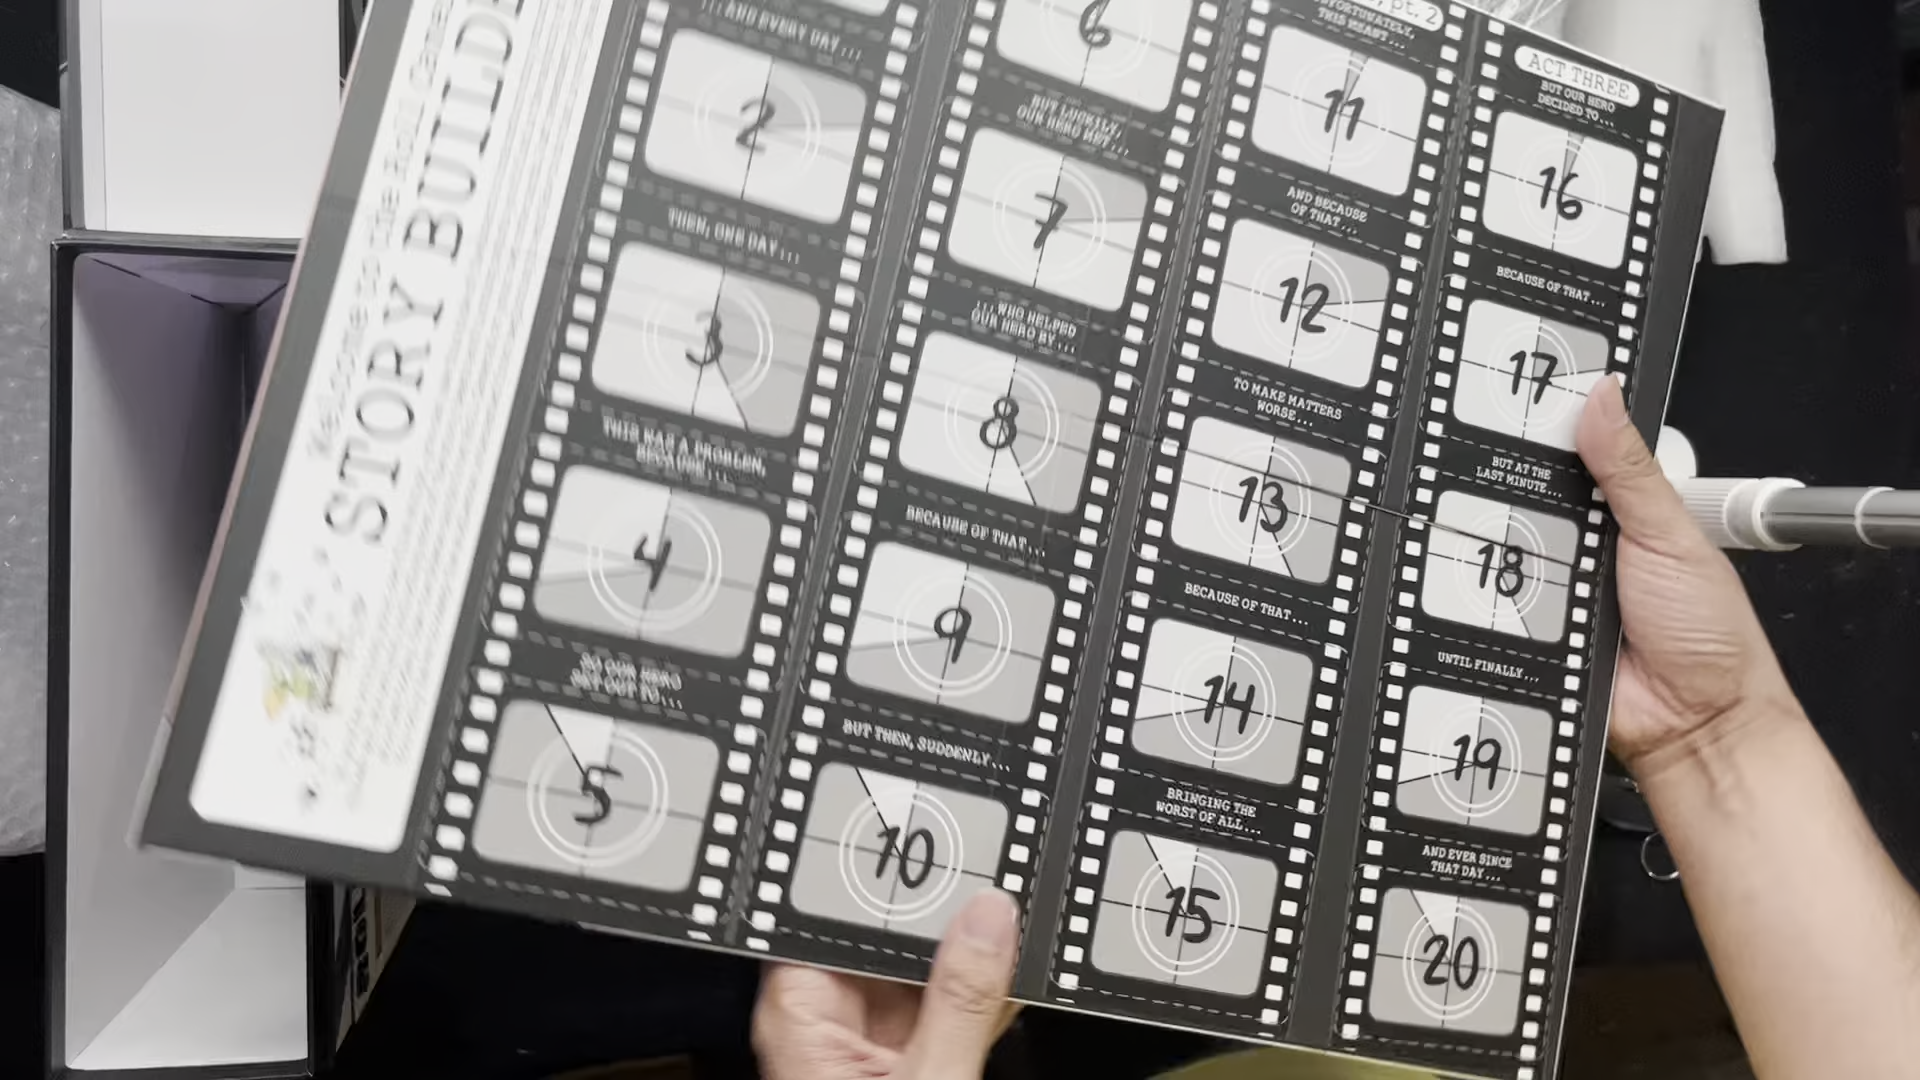 STORY BUILDE
...AND EVERY DAY...
2
THEN, ONE DAY...
3
THIS WAS A PROBLEM,
BECAUSE...
4
SO OUR HERO
SET OUT TO...
5
6
BUT LUCKILY,
OUR HERO MET...
7
...WHO HELPED
OUR HERO BY...
8
BECAUSE OF THAT...
9
BUT THEN, SUDDENLY...
10
, pt. 2
THIS MEANT...
11
AND BECAUSE
OF THAT...
12
TO MAKE MATTERS
WORSE...
13
BECAUSE OF THAT...
14
BRINGING THE
WORST OF ALL...
15
ACT THREE
BUT OUR HERO
DECIDED TO...
16
BECAUSE OF THAT...
17
BUT AT THE
LAST MINUTE...
18
UNTIL FINALLY...
19
AND EVER SINCE
THAT DAY...
20